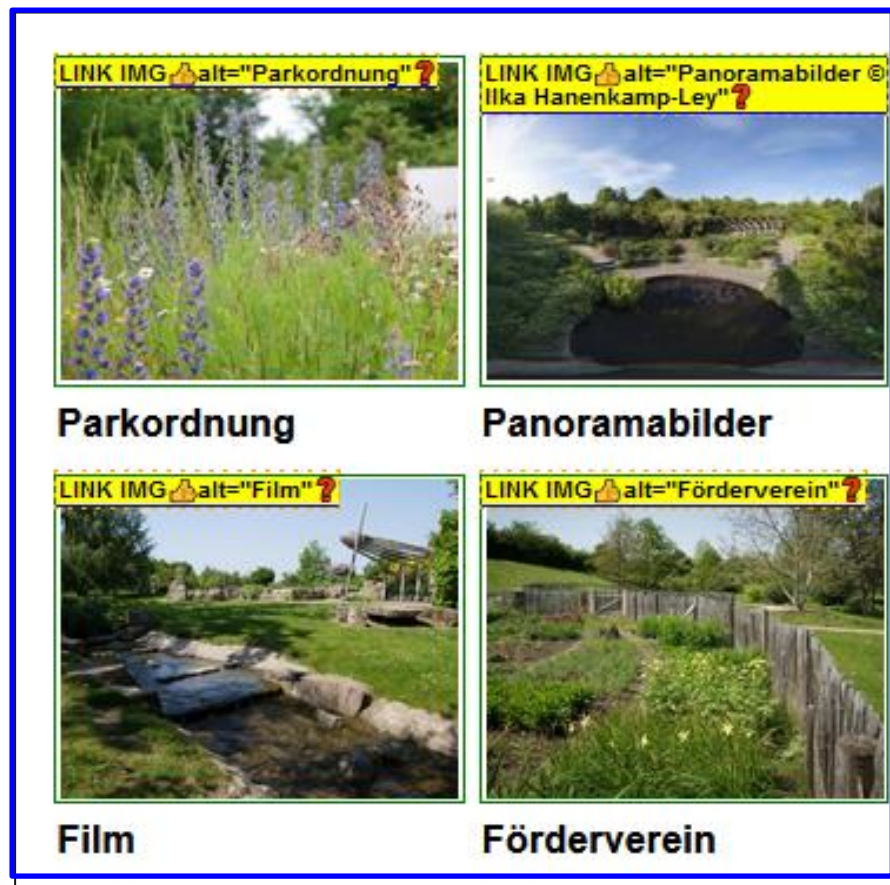 LINK IMG alt="Parkordnung"
LINK IMG alt="Panoramabilder ©
Ilka Hanenkamp-Ley"
Parkordnung
Panoramabilder
LINK IMG alt="Film"
LINK IMG alt="Förderverein"
Film
Förderverein